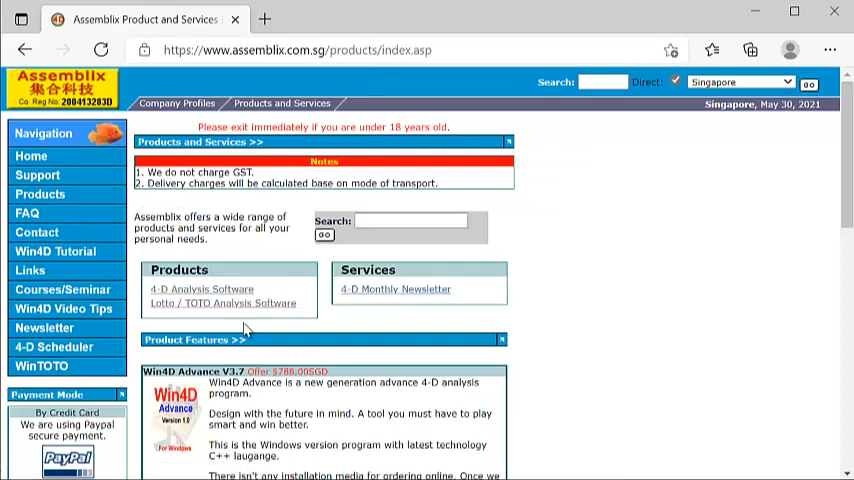 Assemblix Product and Services
https://www.assemblix.com.sg/products/index.asp
Assemblix
集合科技
Co Reg No: 200413283D
Search:
Direct:
Singapore
GO
Company Profiles
Products and Services
Singapore, May 30, 2021
Navigation
Home
Support
Products
FAQ
Contact
Win4D Tutorial
Links
Courses/Seminar
Win4D Video Tips
Newsletter
4-D Scheduler
WinTOTO
Payment Mode
By Credit Card
We are using Paypal
secure payment.
PayPal
Please exit immediately if you are under 18 years old.
Products and Services >>
Notes
1. We do not charge GST.
2. Delivery charges will be calculated base on mode of transport.
Assemblix offers a wide range of
products and services for all your
personal needs.
Search:
GO
Products
4-D Analysis Software
Lotto / TOTO Analysis Software
Services
4-D Monthly Newsletter
Product Features >>
Win4D Advance V3.7 Offer $788.00SGD
Win4D
Advance
Version 1.0
For Windows
Win4D Advance is a new generation advance 4-D analysis
program.
Design with the future in mind. A tool you must have to play
smart and win better.
This is the Windows version program with latest technology
C++ laugange.
There isn't any installation media for ordering online. Once we